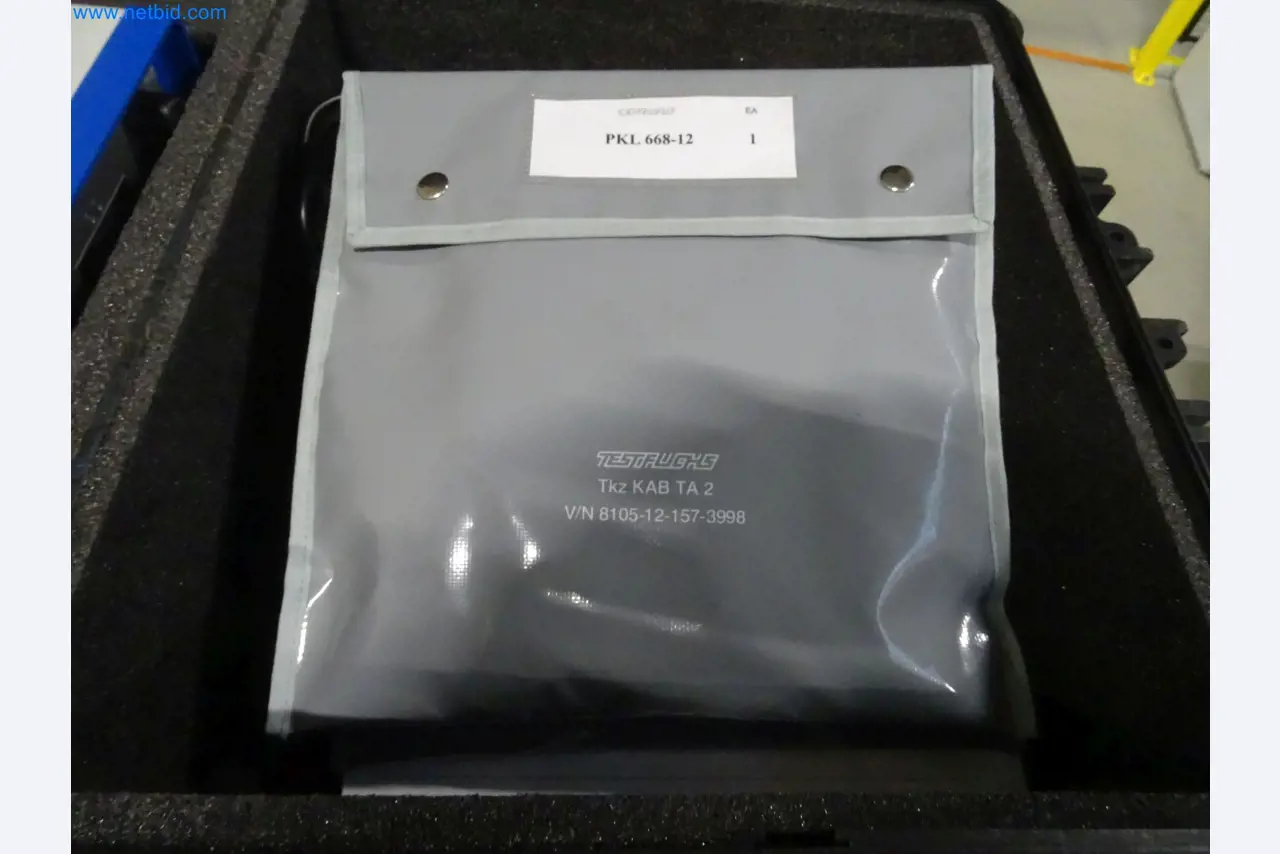 www.netbid.com
EA
PKL 668-12 1
TESTFUCHS
Tkz KAB TA 2
V/N 8105-12-157-3998